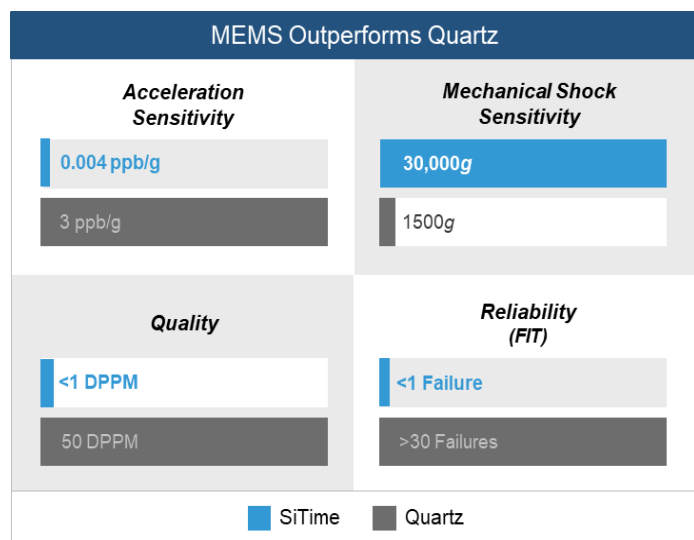 MEMS Outperforms Quartz
Acceleration
Sensitivity
0.004 ppb/g
3 ppb/g
Mechanical Shock
Sensitivity
30,000g
1500g
Quality
<1 DPPM
50 DPPM
Reliability
(FIT)
<1 Failure
>30 Failures
SiTime
Quartz